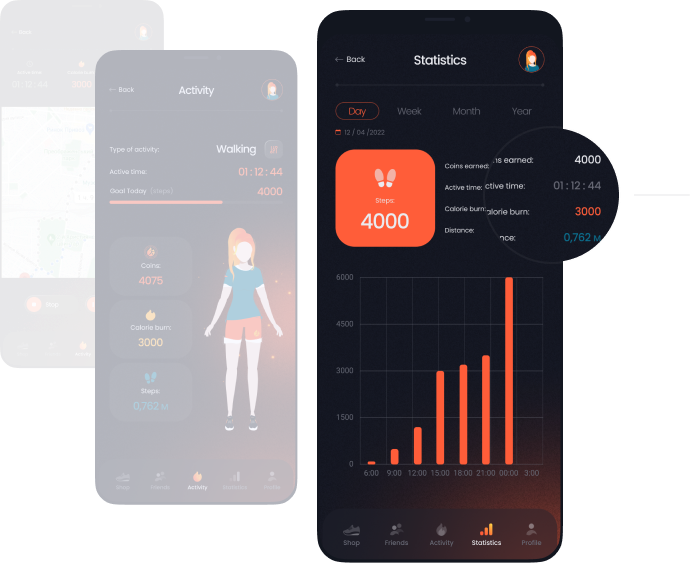 ← Back
Statistics
Day
Week
Month
Year
12 / 04 /2022
Steps:
4000
Coins earned:
Active time:
Calorie burn:
Distance:
ns earned:
4000
ctive time:
01 : 12 : 44
alorie burn:
3000
nce:
0,762 м
6000
4500
3000
1500
0
6:00 9:00 12:00 15:00 18:00 21:00 00:00 3:00
Shop
Friends
Activity
Statistics
Profile
← Back
Activity
Type of activity:
Walking
Active time:
01 : 12 : 44
Goal Today (steps)
4000
Coins:
4075
Calorie burn:
3000
Steps:
0,762 м
Shop
Friends
Activity
Statistics
Profile
01 : 12 : 44